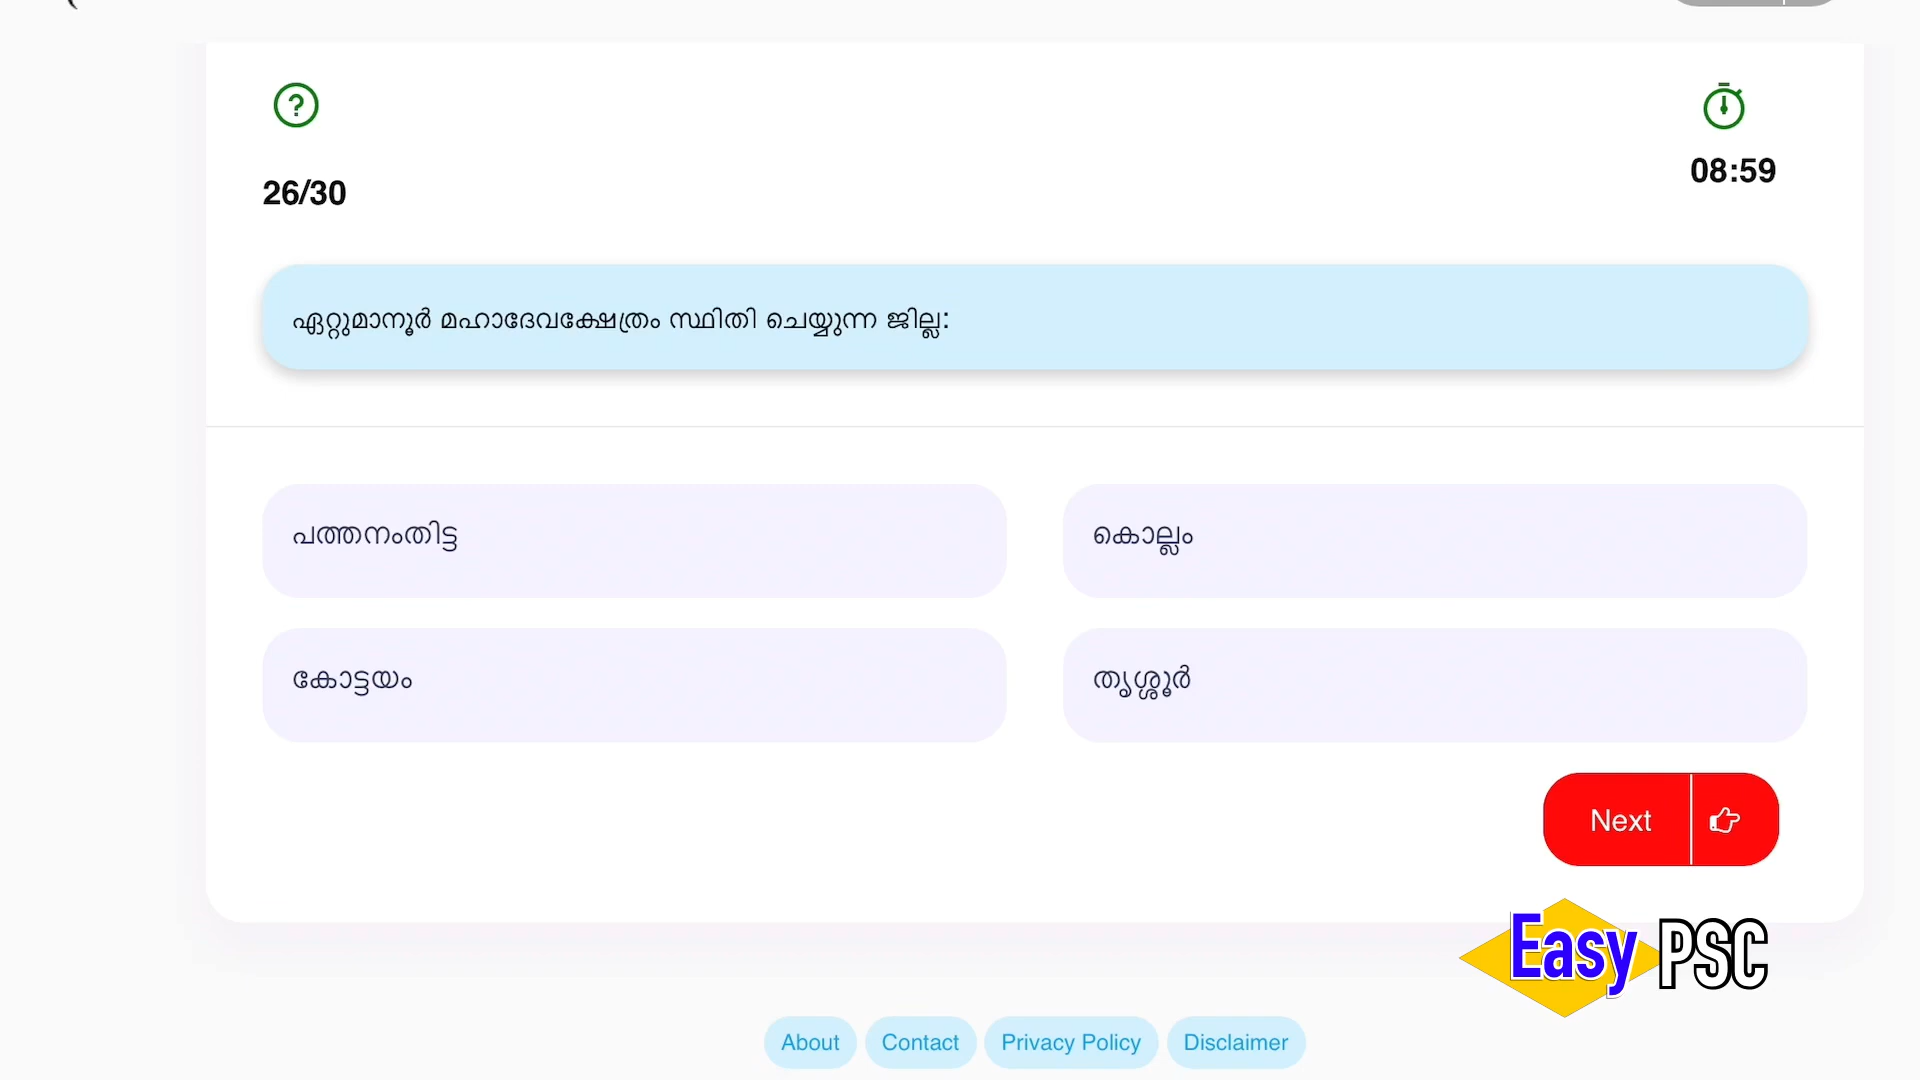 26/30
08:59
ഏറ്റുമാനൂർ മഹാദേവക്ഷേത്രം സ്ഥിതി ചെയ്യുന്ന ജില്ല:
പത്തനംതിട്ട
കൊല്ലം
കോട്ടയം
തൃശ്ശൂർ
Next
Easy PSC
About
Contact
Privacy Policy
Disclaimer